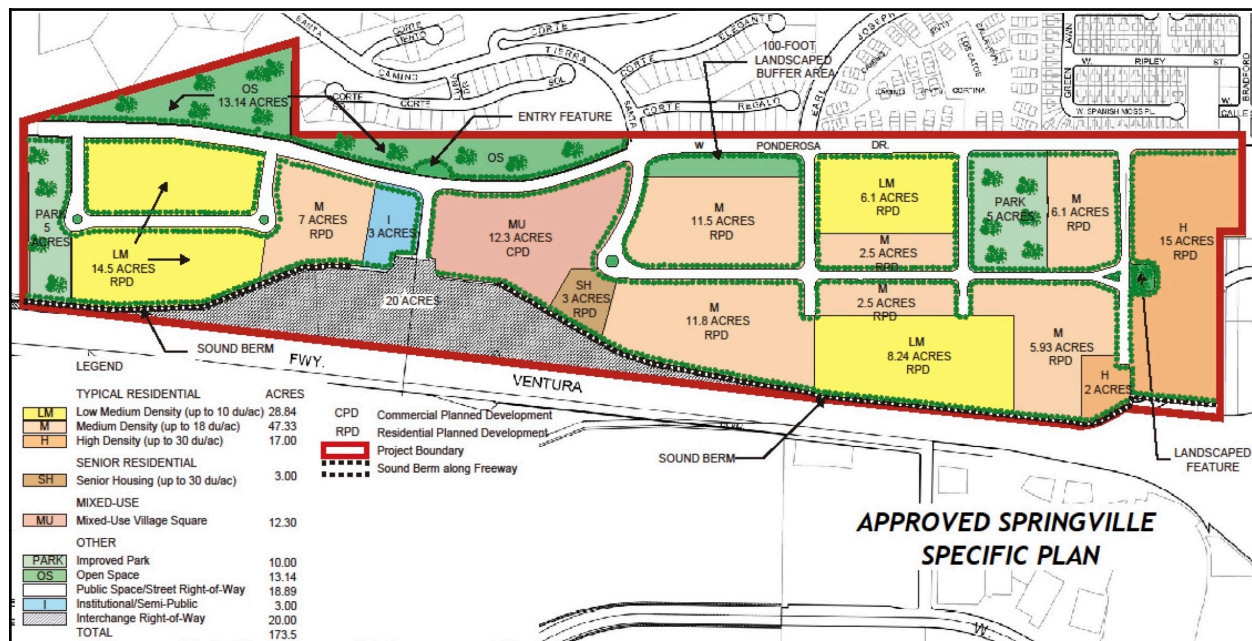 SANTA
CORTE
CORTE
ELEGANTE
JOSEPH
EARL
100-FOOT
LANDSCAPED
BUFFER AREA
TIERRA
CAMINO
CORTE
SOL
CORTE
SANTA
CORTE
REGALO
CAMINO
CORTINA
LAWN
GREEN
W. RIPLEY ST.
W. SPANISH MOSS PL.
BRADFORD
W
CALLE
OS
13.14 ACRES
ENTRY FEATURE
OS
W PONDEROSA DR.
PARK
5
ACRES
LM
14.5 ACRES
RPD
M
7 ACRES
RPD
I
3 ACRES
MU
12.3 ACRES
CPD
M
11.5 ACRES
RPD
LM
6.1 ACRES
RPD
M
2.5 ACRES
RPD
PARK
5 ACRES
M
6.1 ACRES
RPD
H
15 ACRES
RPD
20 ACRES
SH
3 ACRES
RPD
M
11.8 ACRES
RPD
M
2.5 ACRES
RPD
LM
8.24 ACRES
RPD
M
5.93 ACRES
RPD
H
2 ACRES
SOUND BERM
FWY.
VENTURA
BLVD.
SOUND BERM
LANDSCAPED
FEATURE
LEGEND
TYPICAL RESIDENTIAL ACRES
LM Low Medium Density (up to 10 du/ac) 28.84
M Medium Density (up to 18 du/ac) 47.33
H High Density (up to 30 du/ac) 17.00
SENIOR RESIDENTIAL
SH Senior Housing (up to 30 du/ac) 3.00
MIXED-USE
MU Mixed-Use Village Square 12.30
OTHER
PARK Improved Park 10.00
OS Open Space 13.14
Public Space/Street Right-of-Way 18.89
I Institutional/Semi-Public 3.00
Interchange Right-of-Way 20.00
TOTAL 173.5
CPD Commercial Planned Development
RPD Residential Planned Development
Project Boundary
Sound Berm along Freeway
APPROVED SPRINGVILLE
SPECIFIC PLAN
W.